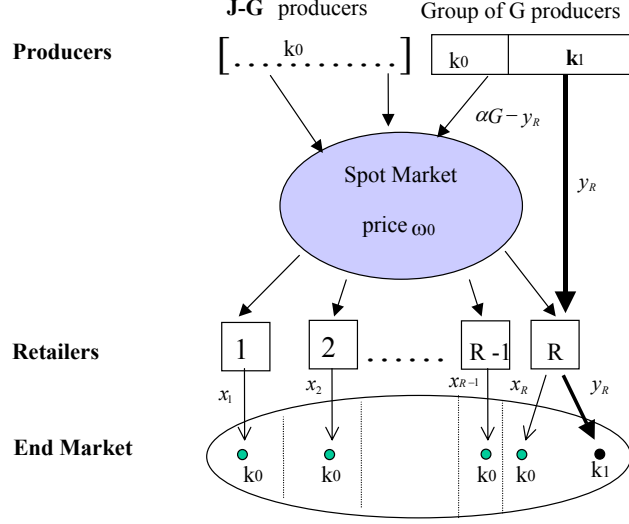 J-G producers Group of G producers
Producers [ k0 . . . . . . . . . . . . . . . ] k0 k1
αG − yR
yR
Spot Market
price ω0
Retailers 1 2 . . . . . . R -1 R
x1 x2 xR−1 xR yR
End Market
k0 k0 k0 k0 k1